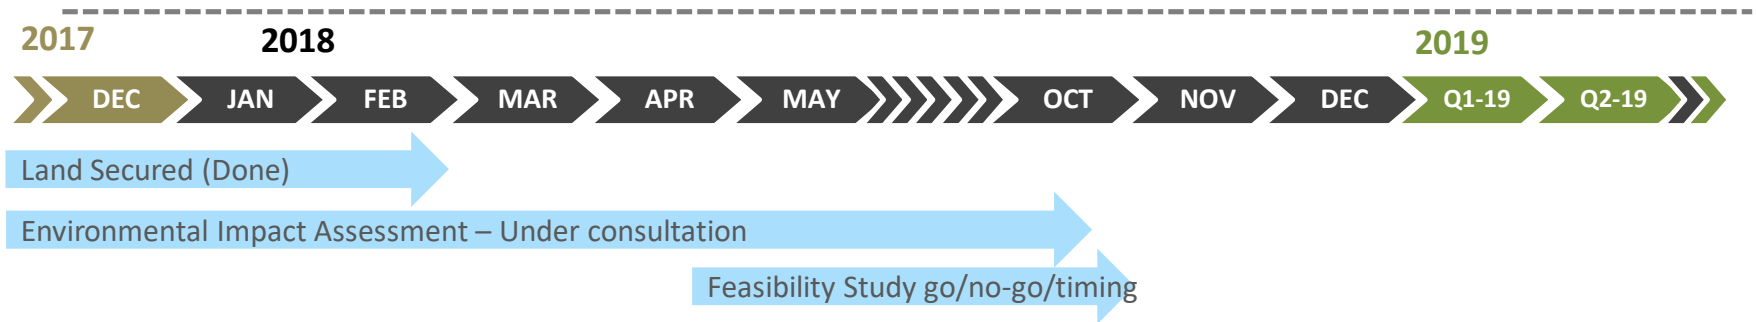 2017 2018 2019
DEC JAN FEB MAR APR MAY OCT NOV DEC Q1-19 Q2-19
Land Secured (Done)
Environmental Impact Assessment – Under consultation
Feasibility Study go/no-go/timing